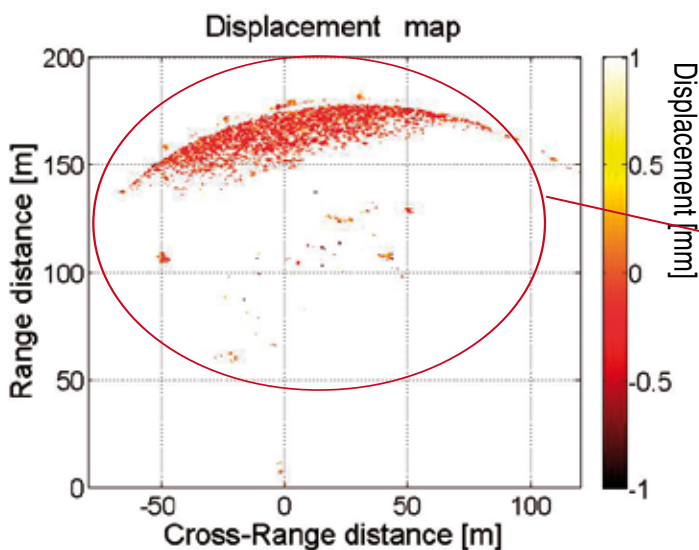 Displacement map
200
150
100
50
0
Range distance [m]
-50 0 50 100
Cross-Range distance [m]
1
0.5
0
-0.5
-1
Displacement [mm]